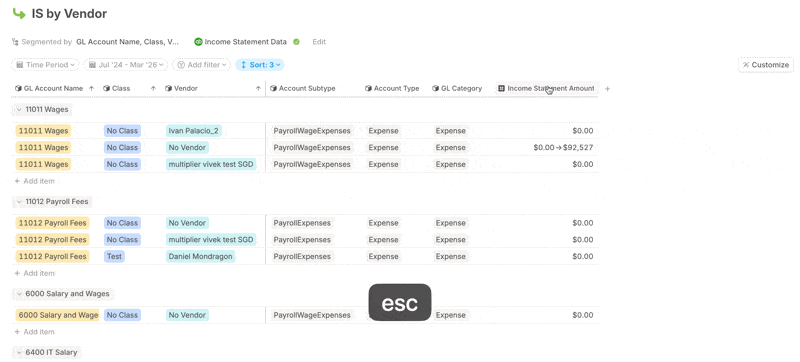 IS by Vendor
Segmented by GL Account Name, Class, V... Income Statement Data Edit
Time Period Jul '24 - Mar '26 Add filter Sort: 3 Customize
GL Account Name Class Vendor Account Subtype Account Type GL Category Income Statement Amount
11011 Wages
11011 Wages No Class Ivan Palacio_2 PayrollWageExpenses Expense Expense $0.00
11011 Wages No Class No Vendor PayrollWageExpenses Expense Expense $0.00→$92,527
11011 Wages No Class multiplier vivek test SGD PayrollWageExpenses Expense Expense $0.00
+ Add item
11012 Payroll Fees
11012 Payroll Fees No Class No Vendor PayrollExpenses Expense Expense $0.00
11012 Payroll Fees No Class multiplier vivek test SGD PayrollExpenses Expense Expense $0.00
11012 Payroll Fees Test Daniel Mondragon PayrollExpenses Expense Expense $0.00
+ Add item
6000 Salary and Wages
6000 Salary and Wage No Class No Vendor PayrollWageExpenses Expense $0.00
esc
+ Add item
6400 IT Salary